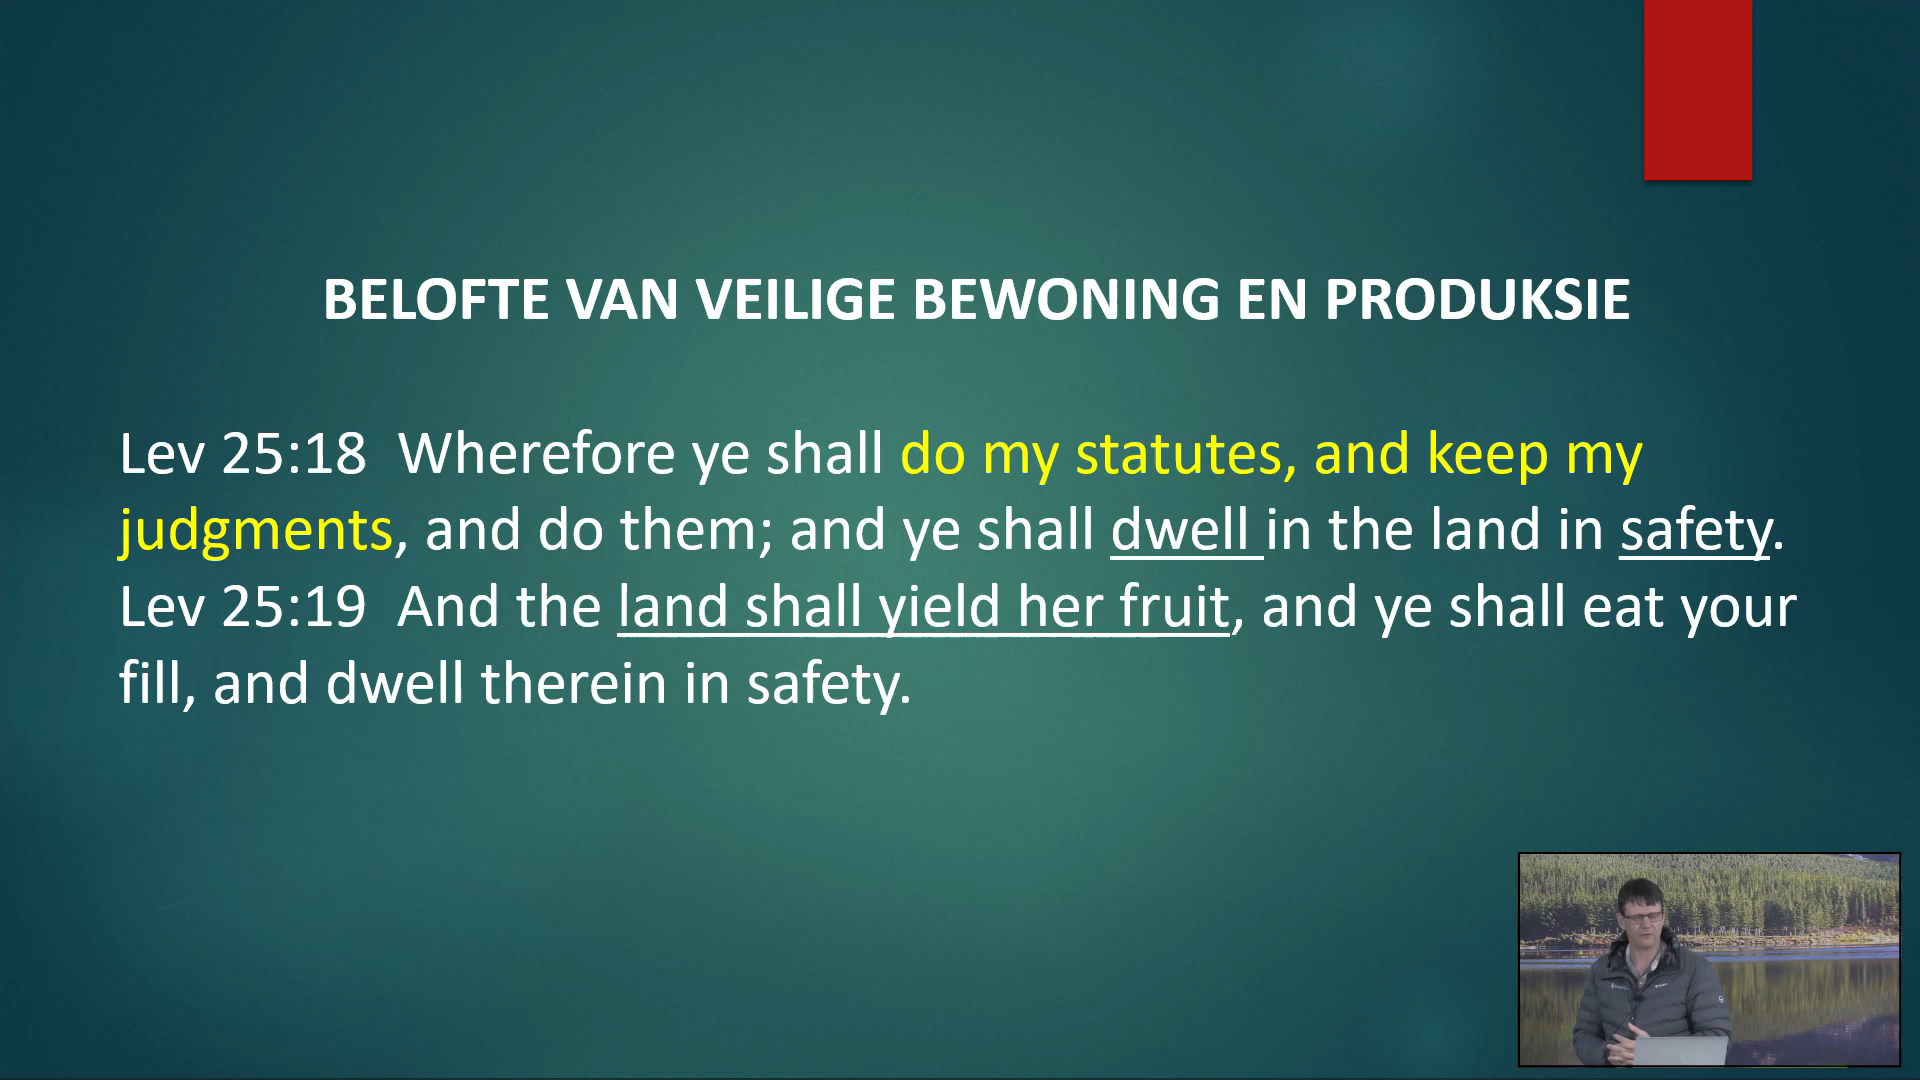 BELOFTE VAN VEILIGE BEWONING EN PRODUKSIE
Lev 25:18  Wherefore ye shall do my statutes, and keep my
judgments, and do them; and ye shall dwell in the land in safety.
Lev 25:19  And the land shall yield her fruit, and ye shall eat your
fill, and dwell therein in safety.